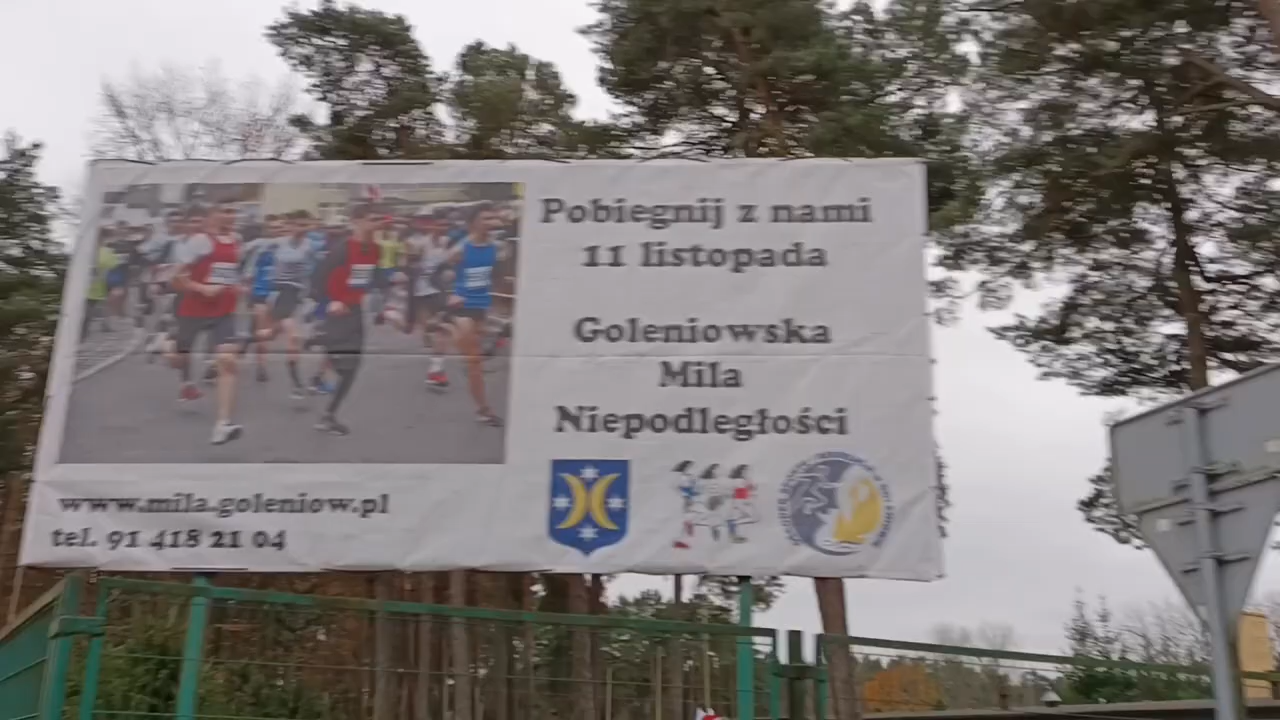 Pobiegnij z nami
11 listopada
Goleniowska
Mila
Niepodległości
www.mila.goleniow.pl
tel. 91 418 21 04